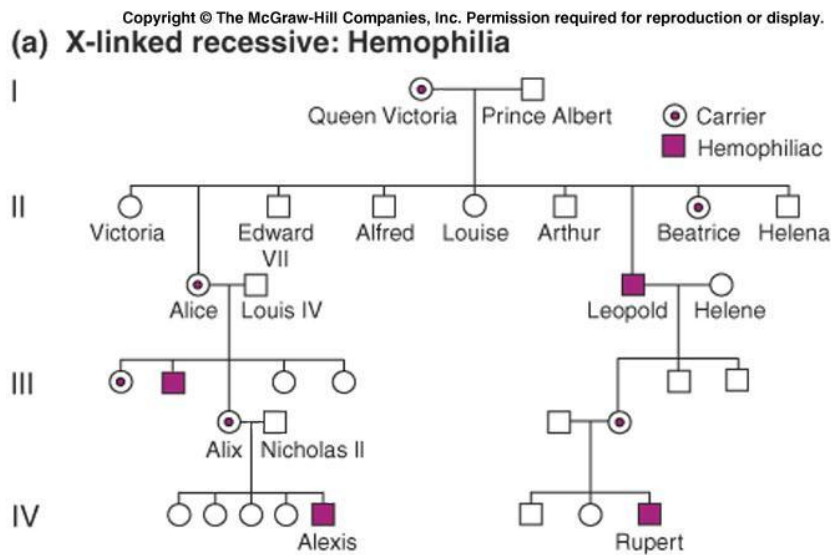 Copyright © The McGraw-Hill Companies, Inc. Permission required for reproduction or display.
(a) X-linked recessive: Hemophilia
I
Queen Victoria Prince Albert
Carrier
Hemophiliac
II
Victoria Edward VII Alfred Louise Arthur Beatrice Helena
Alice Louis IV Leopold Helene
III
Alix Nicholas II
IV
Alexis Rupert